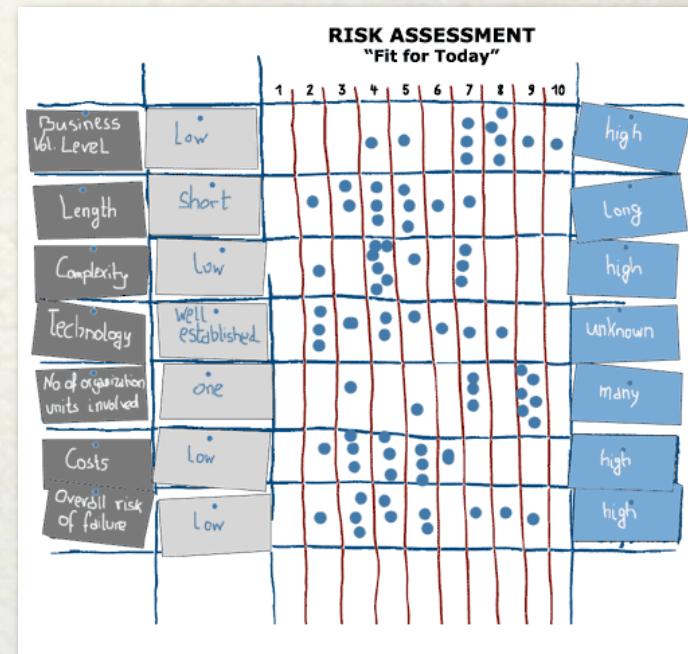 RISK ASSESSMENT
“Fit for Today”
1 2 3 4 5 6 7 8 9 10
Business
Vol. Level
Low
high
Length
Short
Long
Complexity
Low
high
Technology
well
established
unknown
No of organization
units involved
one
many
Costs
Low
high
Overall risk
of failure
Low
high